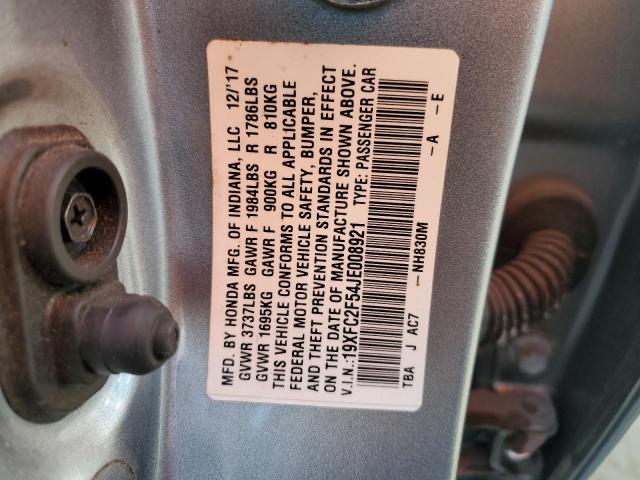 MFD. BY HONDA MFG. OF INDIANA, LLC 12/'17
GVWR 3737LBS GAWR F 1984LBS R 1786LBS
GVWR 1695KG GAWR F 900KG R 810KG
THIS VEHICLE CONFORMS TO ALL APPLICABLE
FEDERAL MOTOR VEHICLE SAFETY, BUMPER,
AND THEFT PREVENTION STANDARDS IN EFFECT
ON THE DATE OF MANUFACTURE SHOWN ABOVE.
V.I.N.:19XFC2F54JE008921 TYPE: PASSENGER CAR
TBA J AC7 -NH830M -A -E